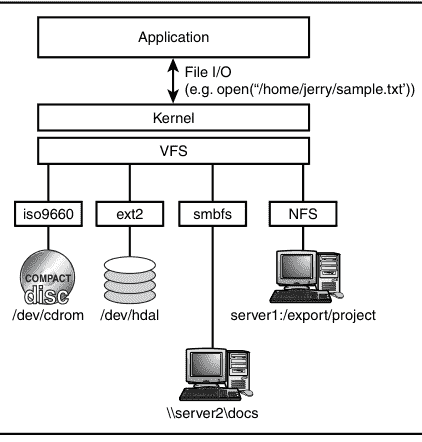 Application
File I/O
(e.g. open("/home/jerry/sample.txt'))
Kernel
VFS
iso9660
ext2
smbfs
NFS
COMPACT
disc
/dev/cdrom
/dev/hdal
server1:/export/project
\\server2\docs